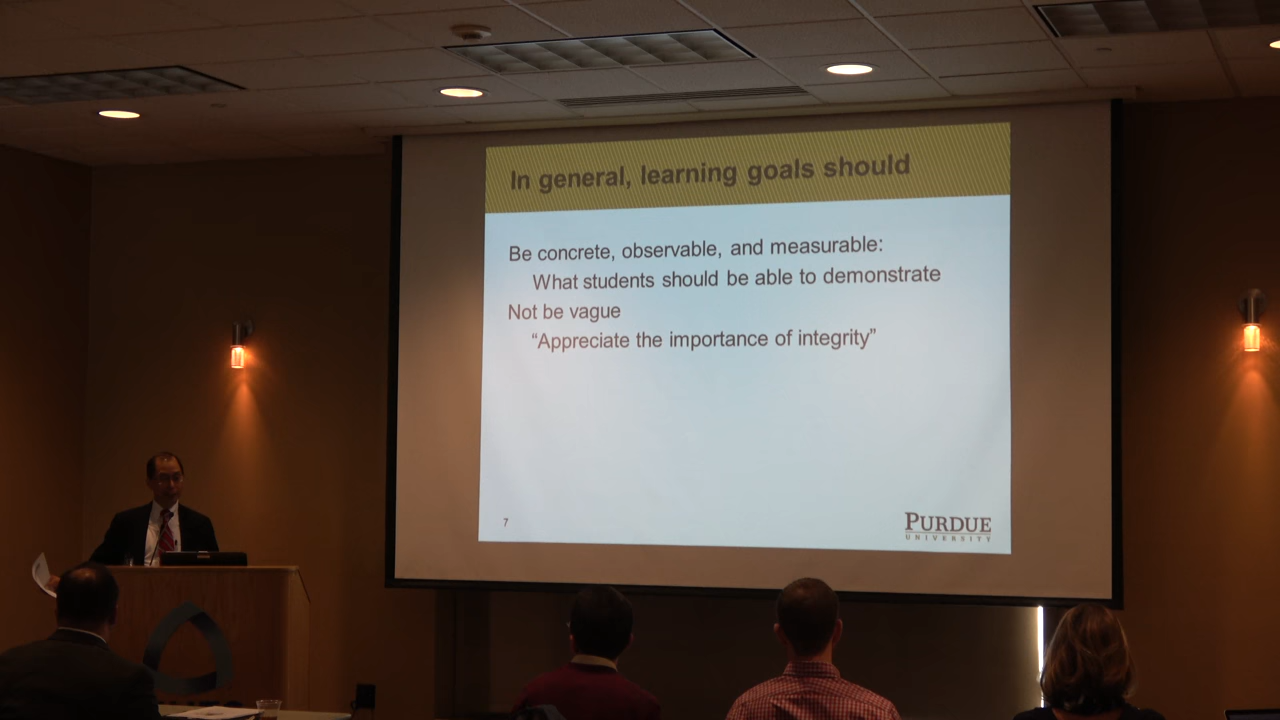 In general, learning goals should
Be concrete, observable, and measurable:
What students should be able to demonstrate
Not be vague
“Appreciate the importance of integrity”
7
PURDUE
UNIVERSITY